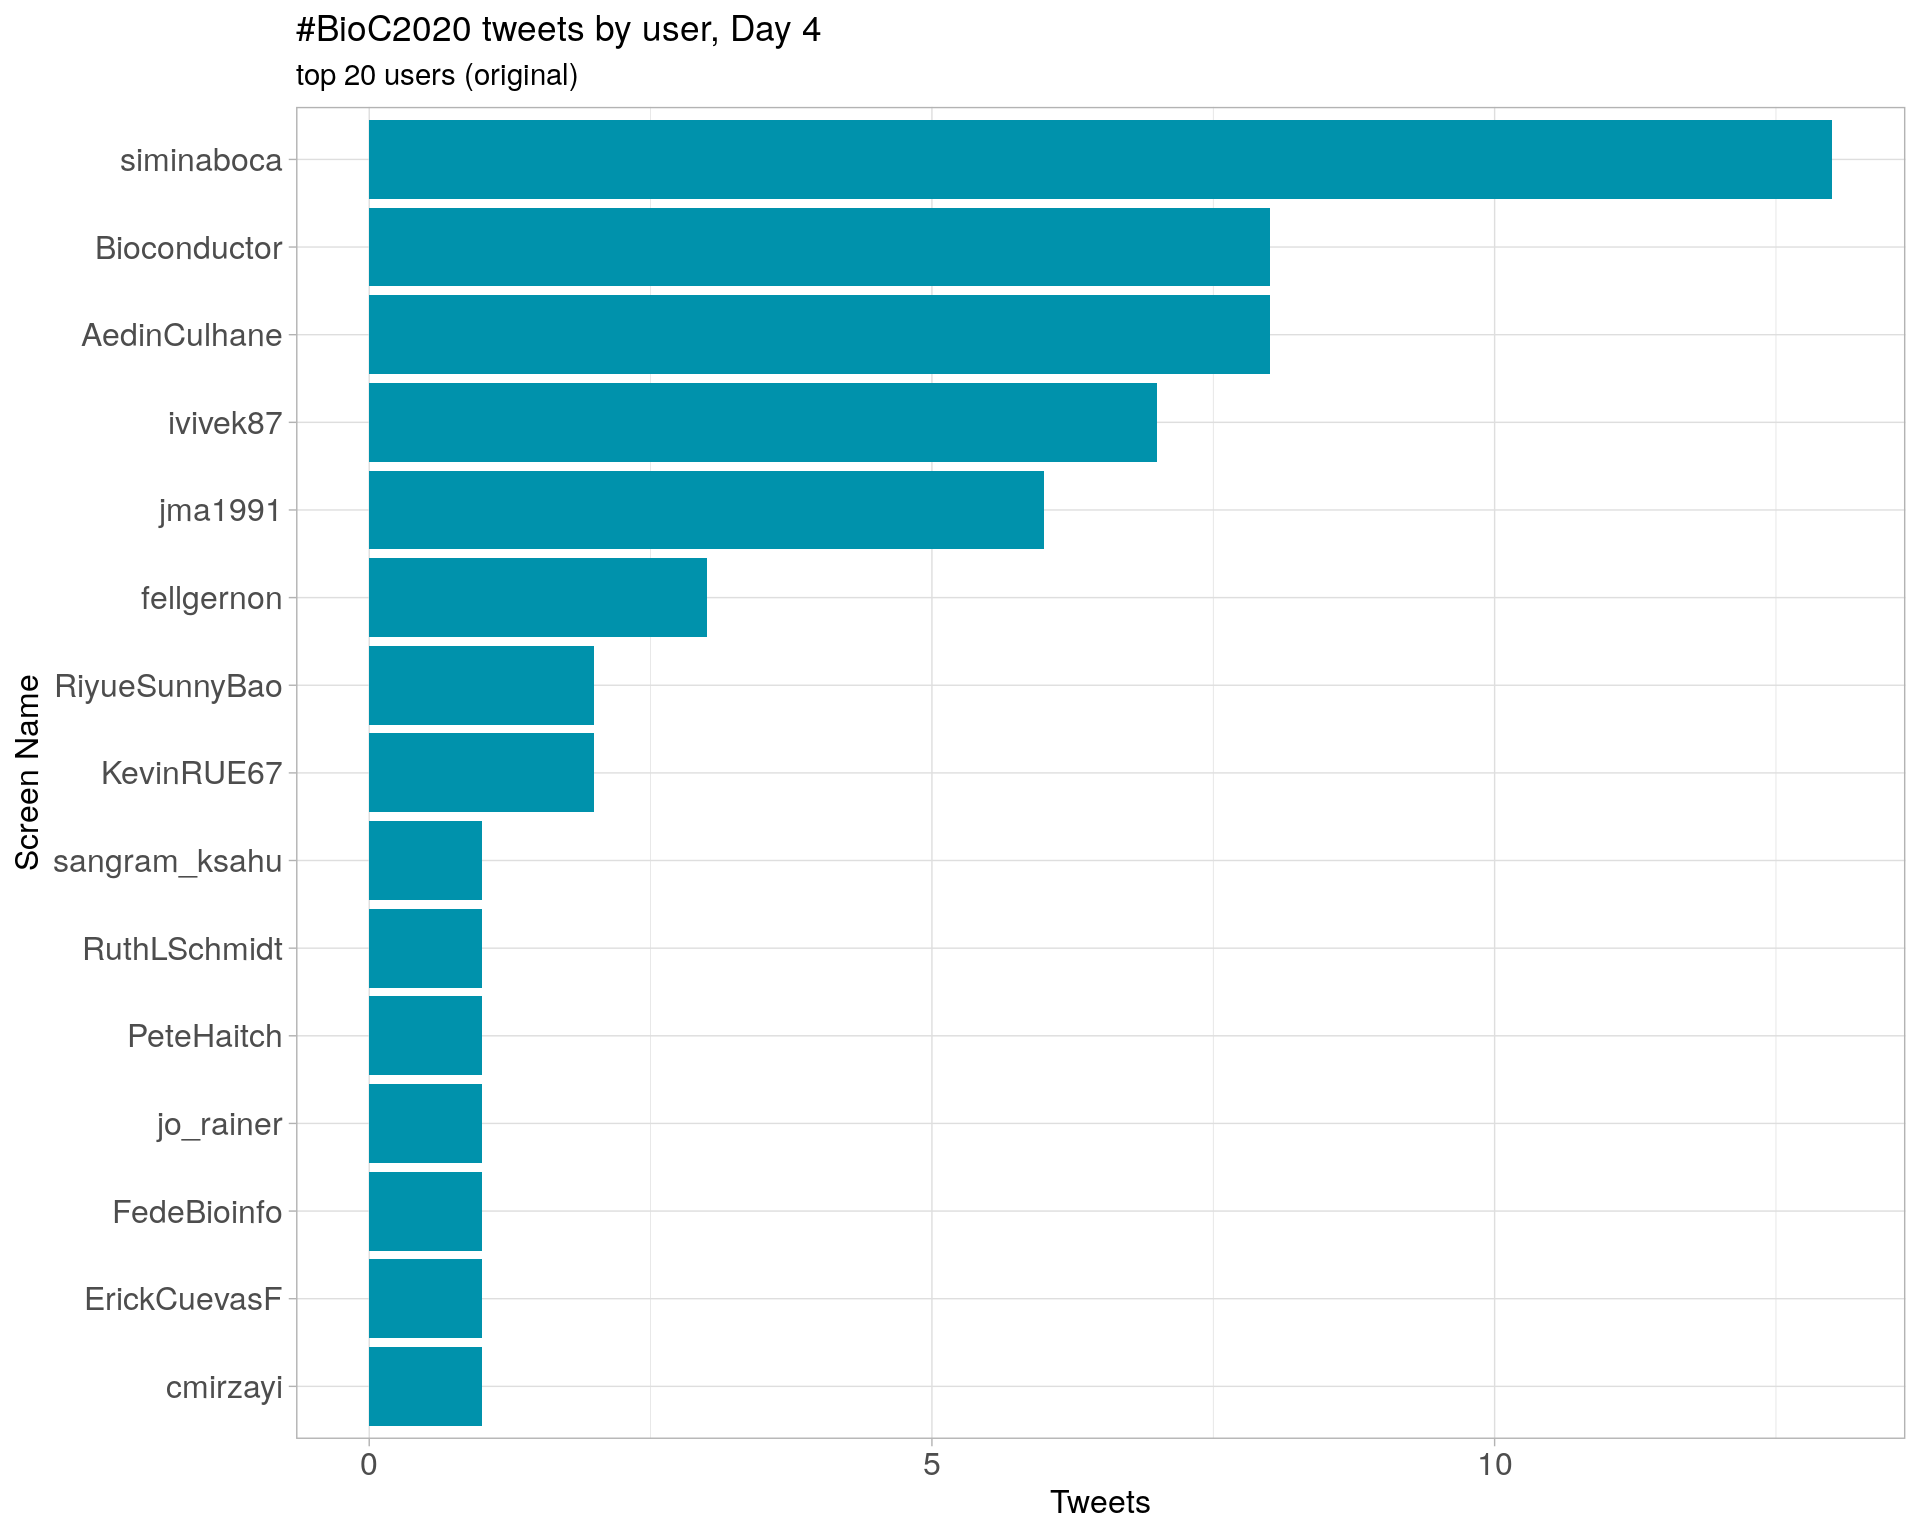 #BioC2020 tweets by user, Day 4
top 20 users (original)
siminaboca
Bioconductor
AedinCulhane
ivivek87
jma1991
fellgernon
RiyueSunnyBao
KevinRUE67
sangram_ksahu
RuthLSchmidt
PeteHaitch
jo_rainer
FedeBioinfo
ErickCuevasF
cmirzayi
Screen Name
0 5 10
Tweets